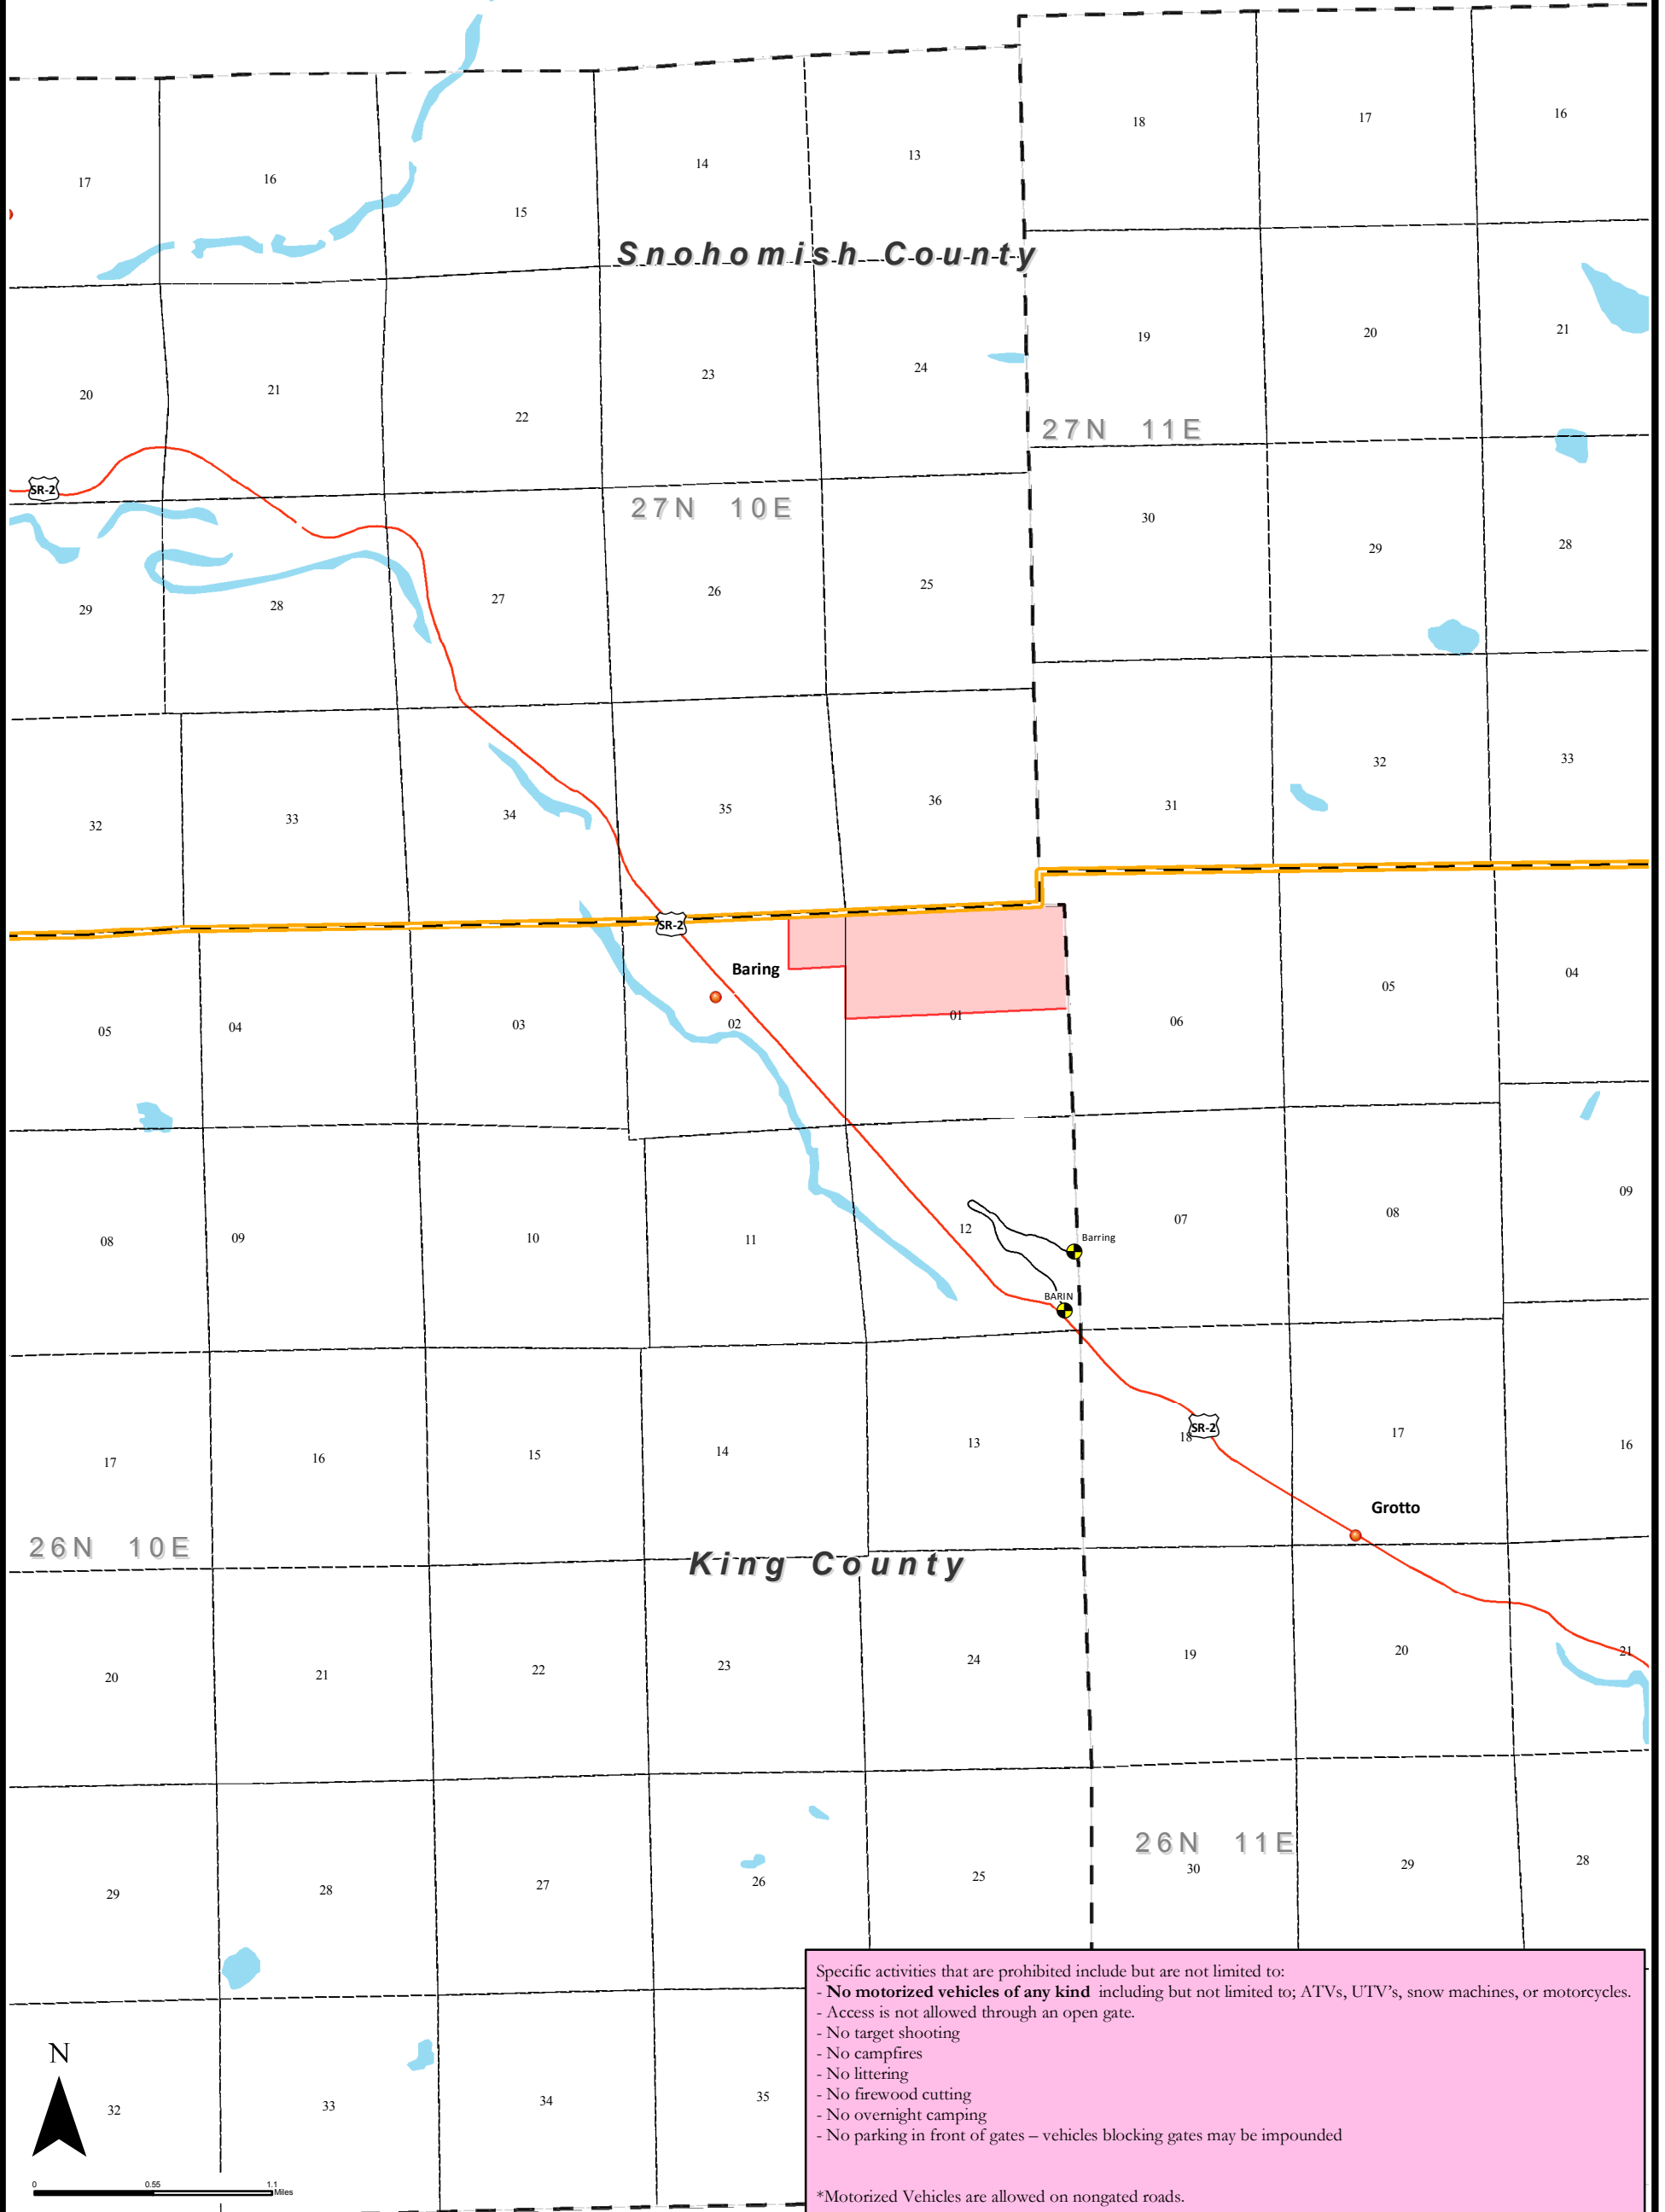 18 17 16
14 13
17 16 15
Snohomish County
19 20 21
20 21 22 23 24
27N 11E
SR-2
27N 10E
30 29 28
29 28 27 26 25
32 33
31
32 33 34 35 36
SR-2
Baring
04
05
05 04 03 02 01 06
09
08
07
08 09 10 11 12
Barring
BARIN
SR-2
17 16 15 14 13 18 17 16
Grotto
26N 10E
King County
20 21 22 23 24 19 20 21
26N 11E
29 28 27 26 25 30 29 28
Specific activities that are prohibited include but are not limited to:
- No motorized vehicles of any kind including but not limited to; ATVs, UTV’s, snow machines, or motorcycles.
- Access is not allowed through an open gate.
- No target shooting
- No campfires
- No littering
- No firewood cutting
- No overnight camping
- No parking in front of gates – vehicles blocking gates may be impounded
*Motorized Vehicles are allowed on nongated roads.
N
32 33 34 35
0 0.55 1.1
Miles